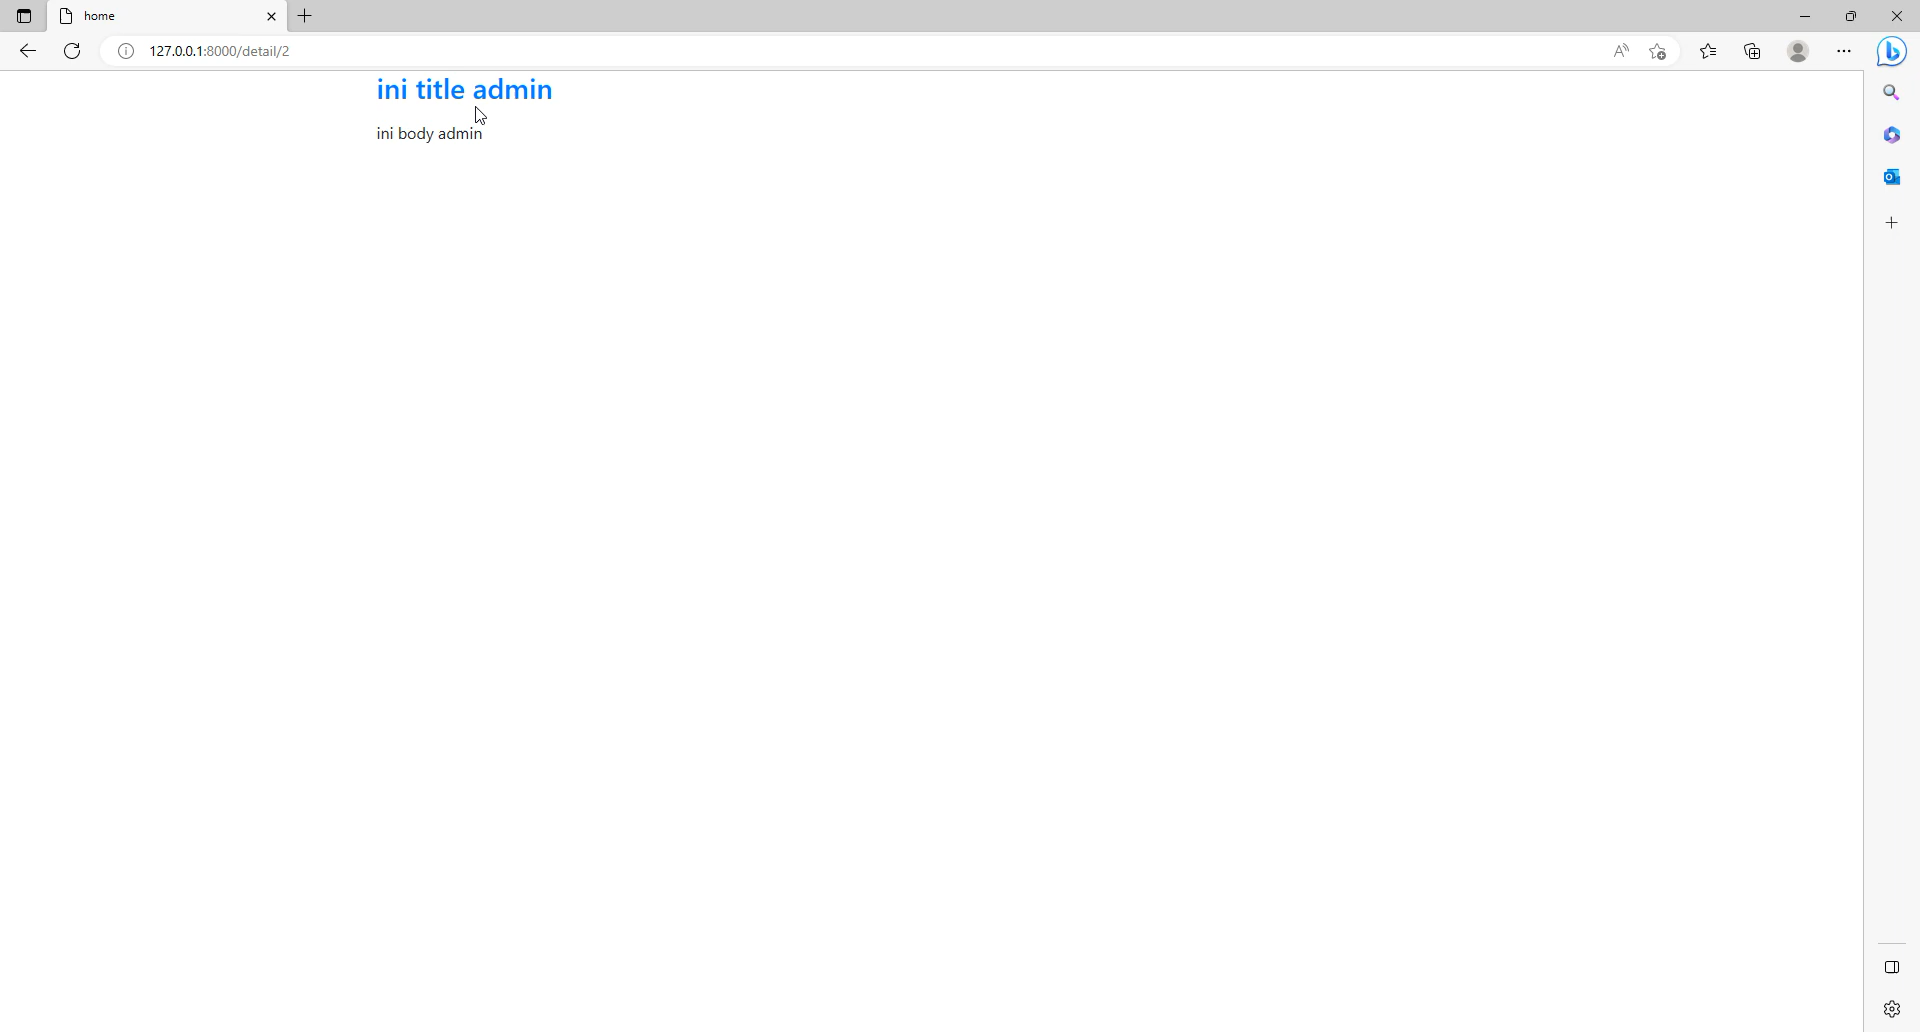 home
127.0.0.1:8000/detail/2
ini title admin
ini body admin